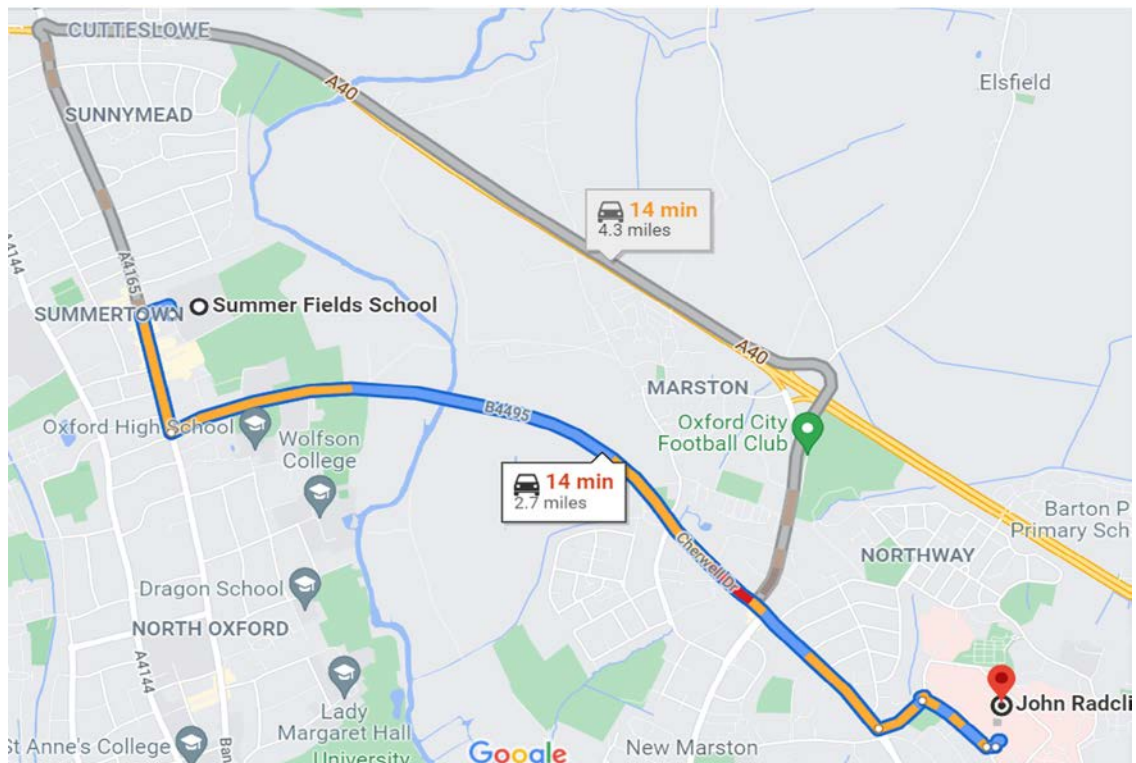 CUTTESLOWE
A40
Elsfield
SUNNYMEAD
14 min
4.3 miles
A4144
A4165
Summer Fields School
SUMMERTOWN
A40
MARSTON
B4495
Oxford City
Football Club
Oxford High School
Wolfson
College
14 min
2.7 miles
Barton P
Primary Sch
Cherwell Dr
NORTHWAY
Dragon School
NORTH OXFORD
A4144
Lady
Margaret Hall
John Radcli
St Anne's College
Ban
University
Google
New Marston